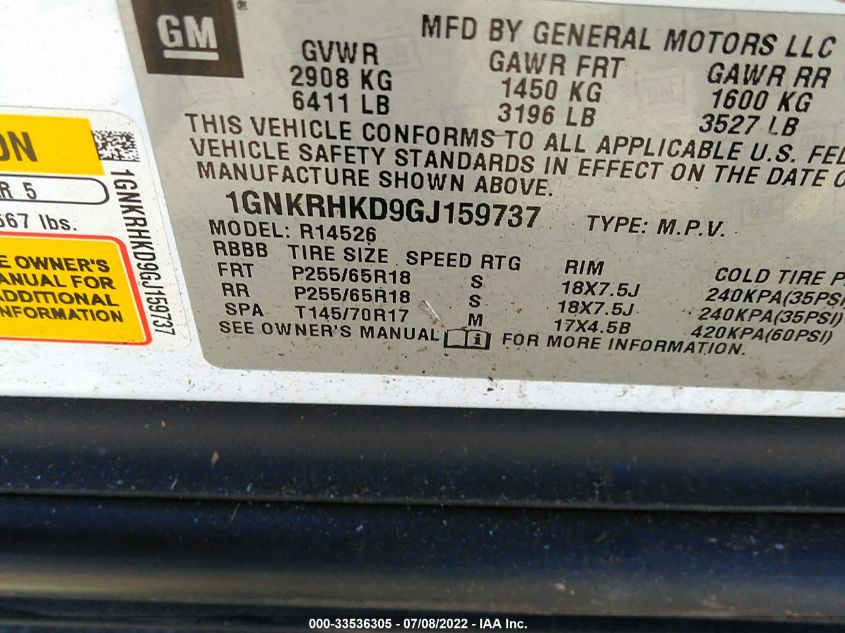 GM
®
MFD BY GENERAL MOTORS LLC
GVWR GAWR FRT GAWR RR
2908 KG 1450 KG 1600 KG
6411 LB 3196 LB 3527 LB
THIS VEHICLE CONFORMS TO ALL APPLICABLE U.S. FED
VEHICLE SAFETY STANDARDS IN EFFECT ON THE DATE O
MANUFACTURE SHOWN ABOVE.
1GNKRHKD9GJ159737 TYPE: M.P.V.
MODEL: R14526
RBBB TIRE SIZE SPEED RTG RIM COLD TIRE P
FRT P255/65R18 S 18X7.5J 240KPA(35PSI)
RR P255/65R18 S 18X7.5J 240KPA(35PSI)
SPA T145/70R17 M 17X4.5B 420KPA(60PSI)
SEE OWNER'S MANUAL i FOR MORE INFORMATION.
ON
R 5
667 lbs.
E OWNER'S
ANUAL FOR
ADDITIONAL
INFORMATION
1GNKRHKD9GJ159737
000--33536305 - 07/08/2022 - IAA Inc.